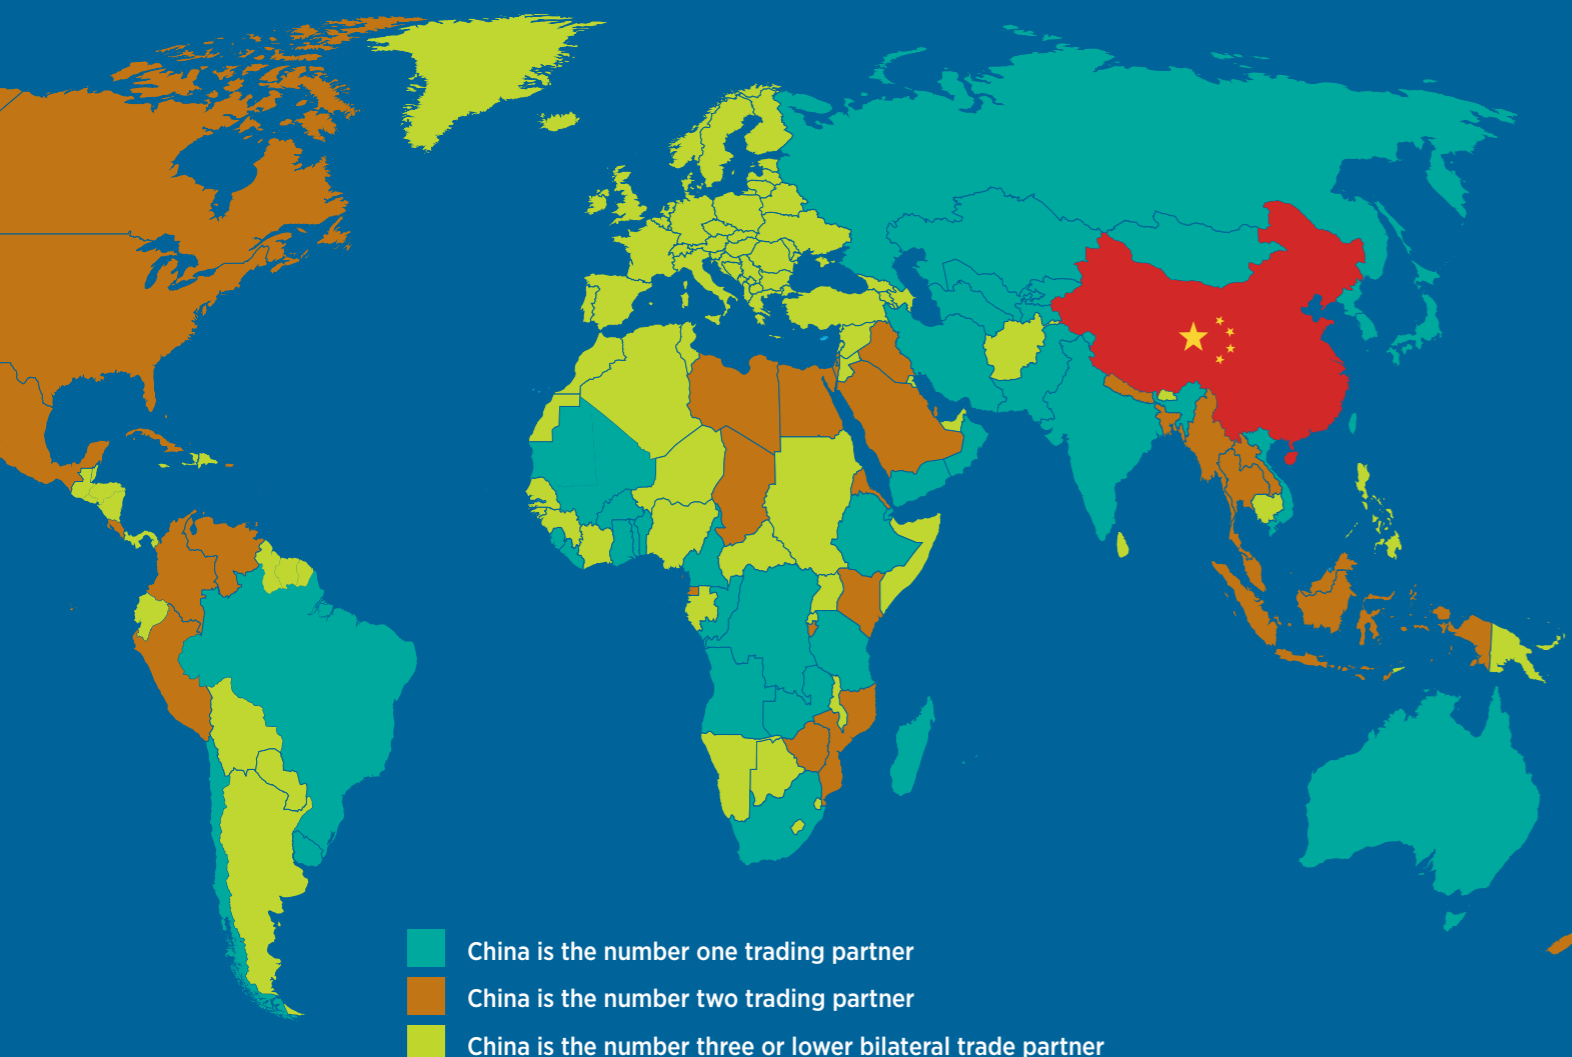 China is the number one trading partner
China is the number two trading partner
China is the number three or lower bilateral trade partner